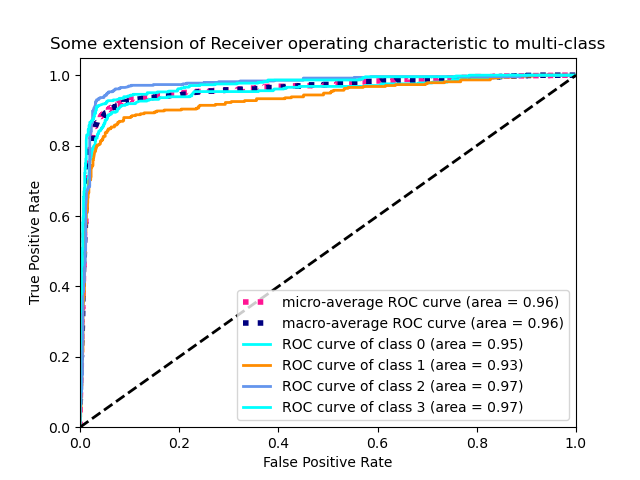 Some extension of Receiver operating characteristic to multi-class
1.0
0.8
0.6
0.4
0.2
0.0
True Positive Rate
micro-average ROC curve (area = 0.96)
macro-average ROC curve (area = 0.96)
ROC curve of class 0 (area = 0.95)
ROC curve of class 1 (area = 0.93)
ROC curve of class 2 (area = 0.97)
ROC curve of class 3 (area = 0.97)
0.0 0.2 0.4 0.6 0.8 1.0
False Positive Rate